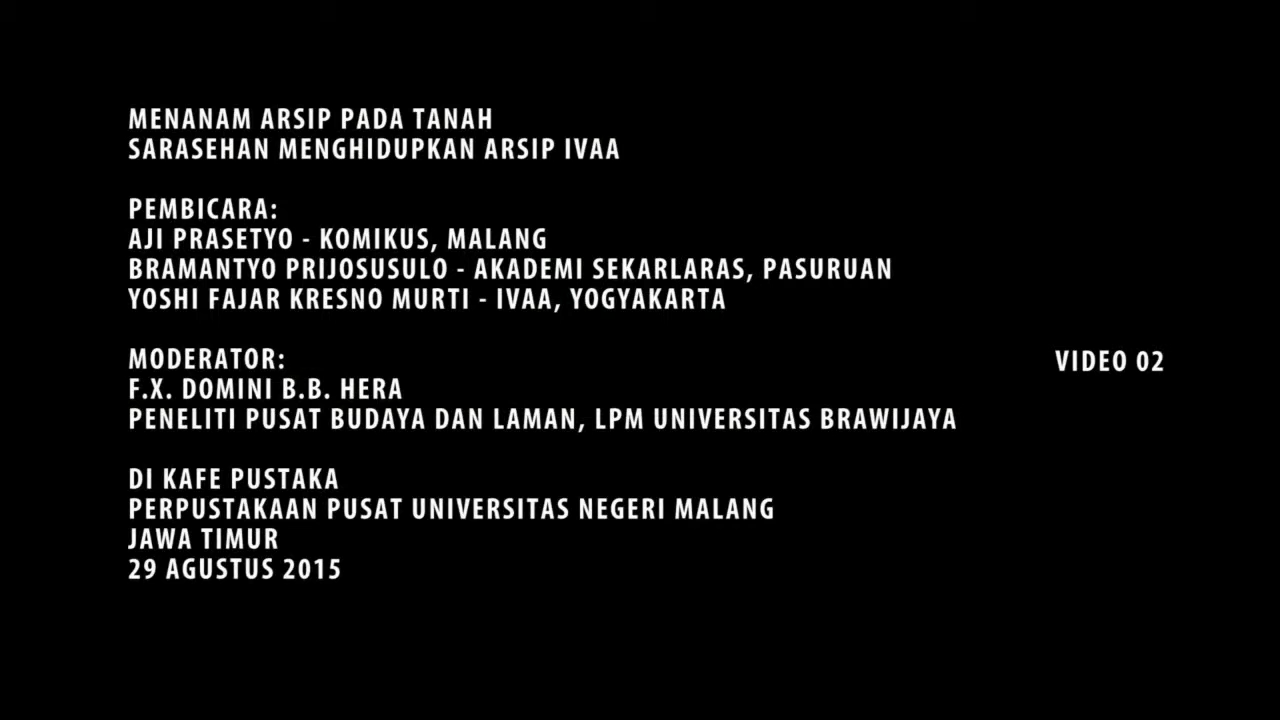 MENANAM ARSIP PADA TANAH
SARASEHAN MENGHIDUPKAN ARSIP IVAA
PEMBICARA:
AJI PRASETYO - KOMIKUS, MALANG
BRAMANTYO PRIJOSUSULO - AKADEMI SEKARLARAS, PASURUAN
YOSHI FAJAR KRESNO MURTI - IVAA, YOGYAKARTA
MODERATOR:
VIDEO 02
F.X. DOMINI B.B. HERA
PENELITI PUSAT BUDAYA DAN LAMAN, LPM UNIVERSITAS BRAWIJAYA
DI KAFE PUSTAKA
PERPUSTAKAAN PUSAT UNIVERSITAS NEGERI MALANG
JAWA TIMUR
29 AGUSTUS 2015